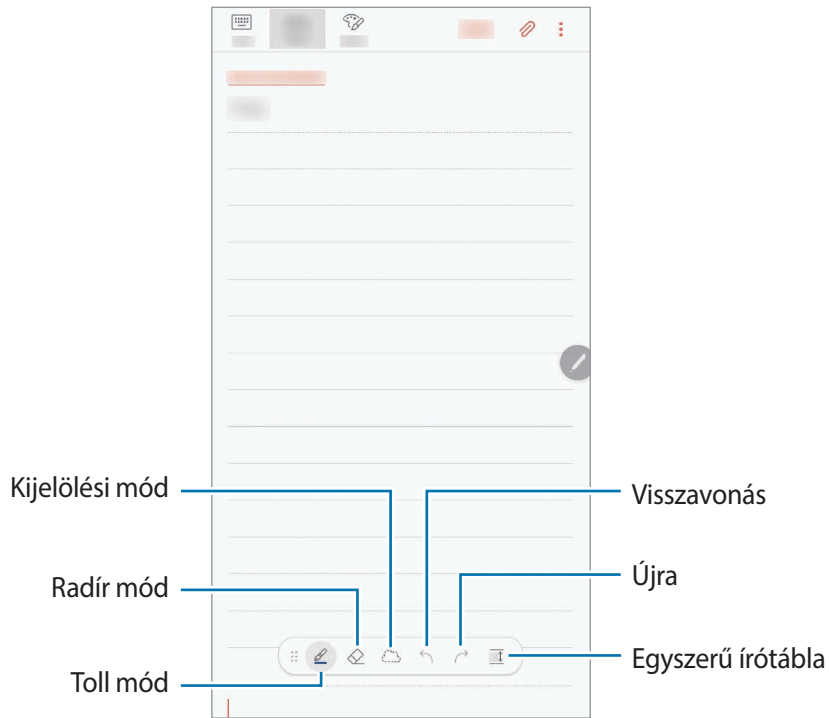 Kijelölési mód
Visszavonás
Radír mód
Újra
Toll mód
Egyszerű írótábla